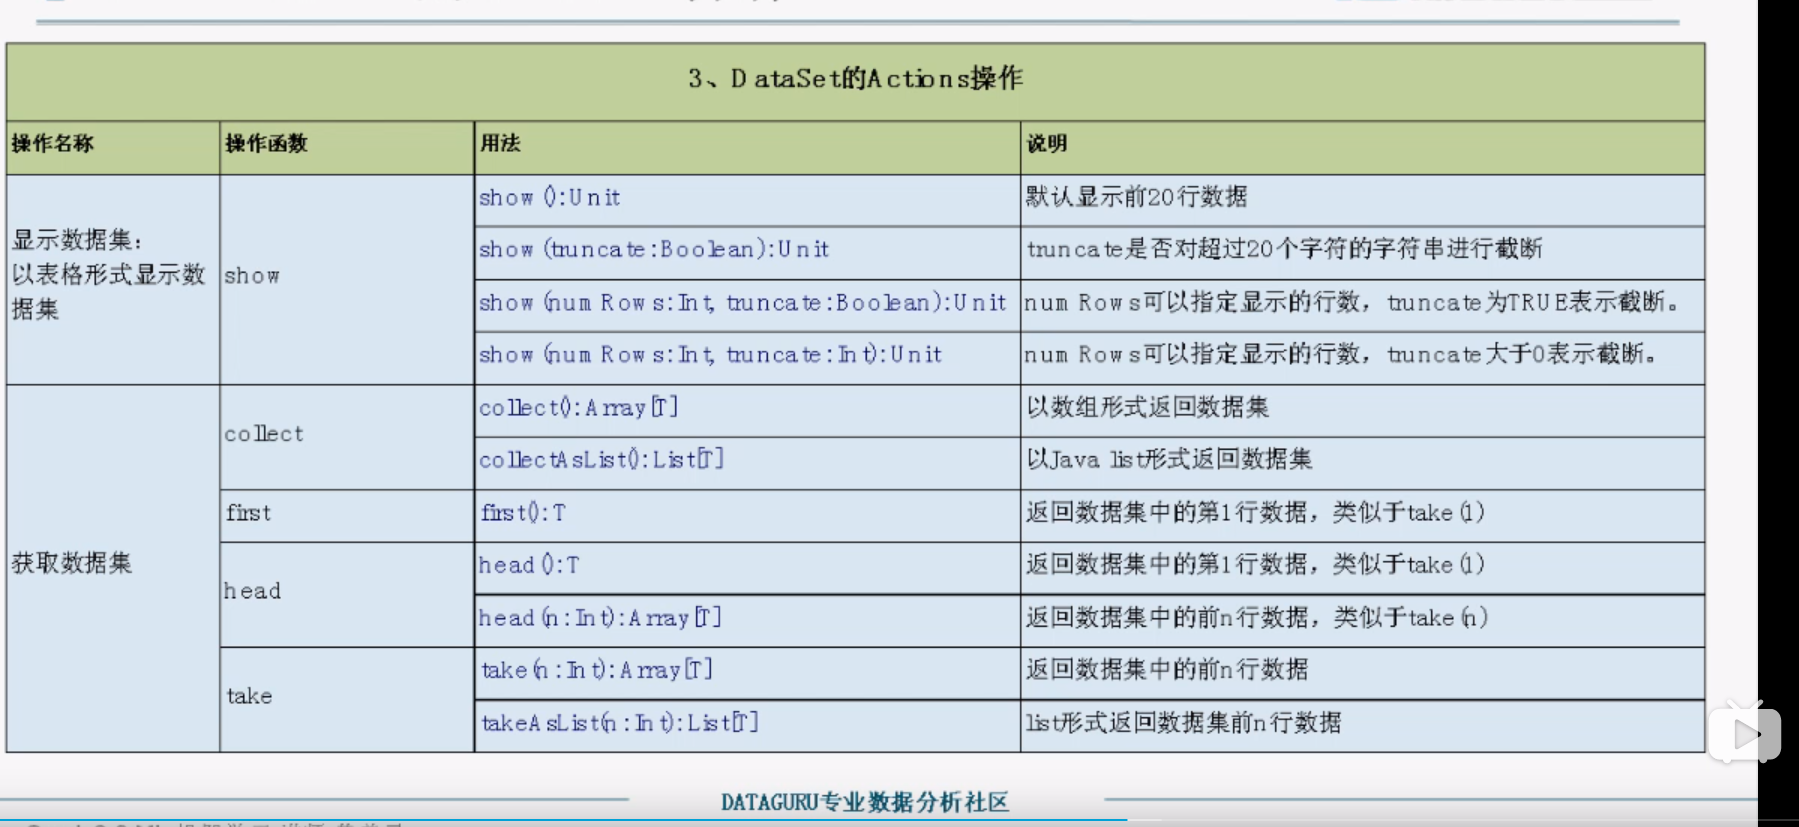 3、DataSet的Actions操作
操作名称 操作函数 用法 说明
显示数据集：
以表格形式显示数
据集
show
show():Unit 默认显示前20行数据
show(truncate:Boolean):Unit truncate是否对超过20个字符的字符串进行截断
show(numRows:Int, truncate:Boolean):Unit numRows可以指定显示的行数，truncate为TRUE表示截断。
show(numRows:Int, truncate:Int):Unit numRows可以指定显示的行数，truncate大于0表示截断。
获取数据集
collect
collect():Array[T] 以数组形式返回数据集
collectAsList():List[T] 以Java list形式返回数据集
first first():T 返回数据集中的第1行数据，类似于take(1)
head
head():T 返回数据集中的第1行数据，类似于take(1)
head(n:Int):Array[T] 返回数据集中的前n行数据，类似于take(n)
take
take(n:Int):Array[T] 返回数据集中的前n行数据
takeAsList(n:Int):List[T] list形式返回数据集前n行数据
DATAGURU专业数据分析社区